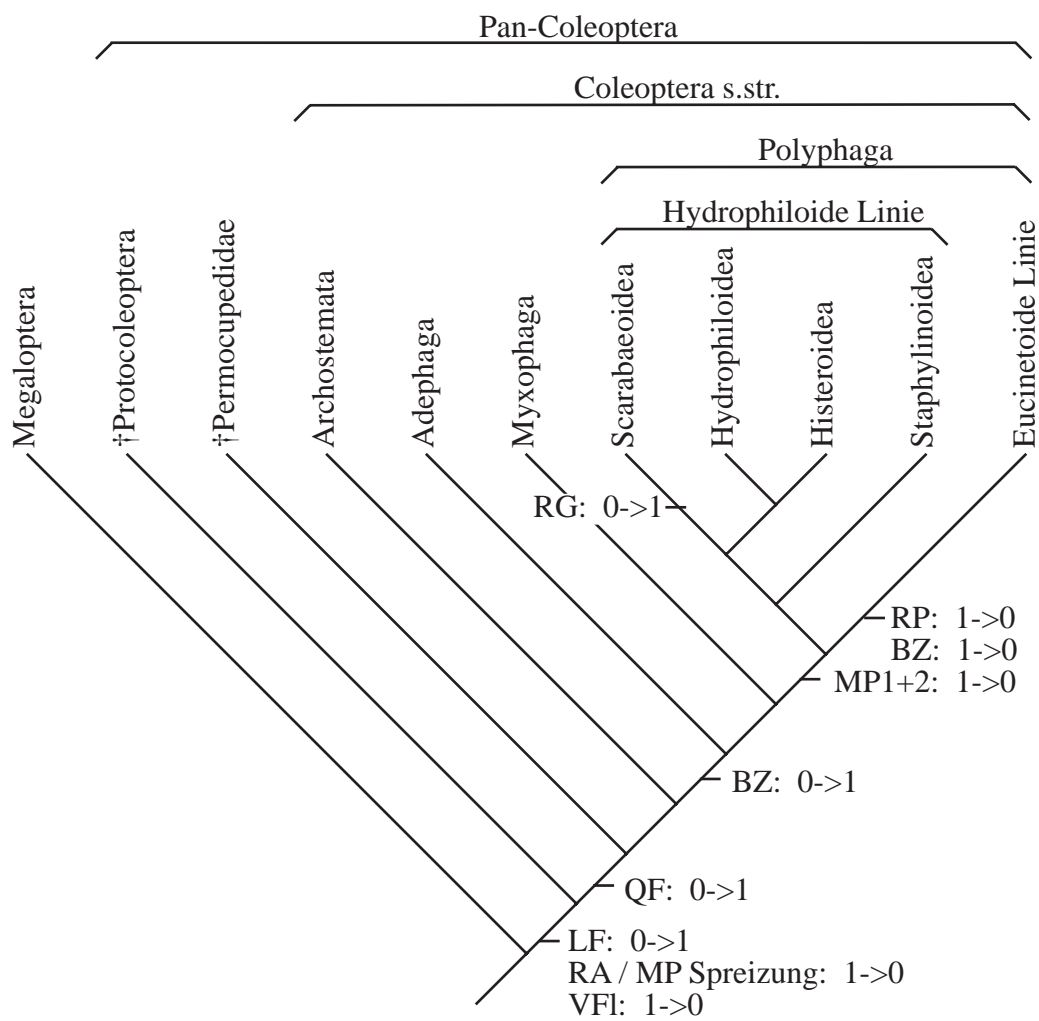 Pan-Coleoptera
Coleoptera s.str.
Polyphaga
Hydrophiloide Linie
Megaloptera
†Protocoleoptera
†Permocupedidae
Archostemata
Adephaga
Myxophaga
Scarabaeoidea
Hydrophiloidea
Histeroidea
Staphylinoidea
Eucinetoide Linie
RG: 0->1
RP: 1->0
BZ: 1->0
MP1+2: 1->0
BZ: 0->1
QF: 0->1
LF: 0->1
RA / MP Spreizung: 1->0
VFl: 1->0